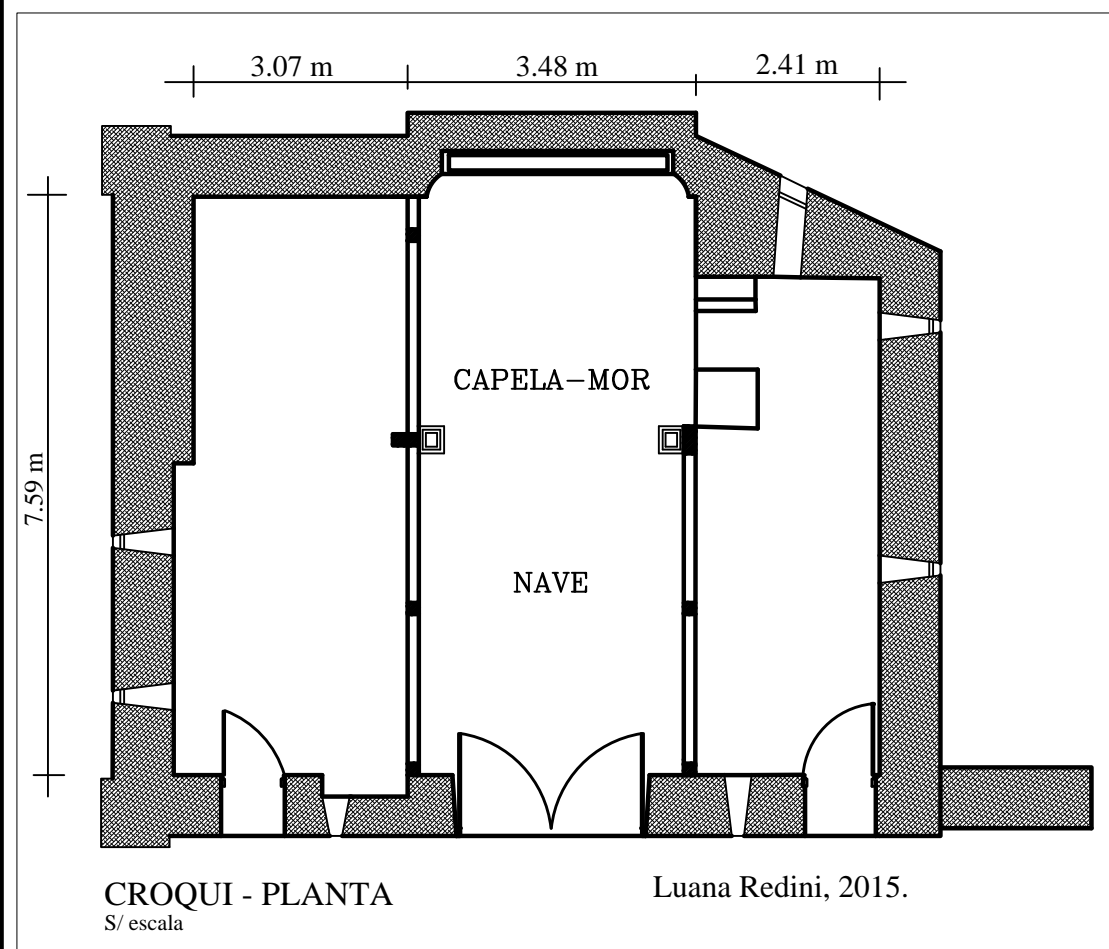 3.07 m
3.48 m
2.41 m
7.59 m
CAPELA-MOR
NAVE
CROQUI - PLANTA
S/ escala
Luana Redini, 2015.